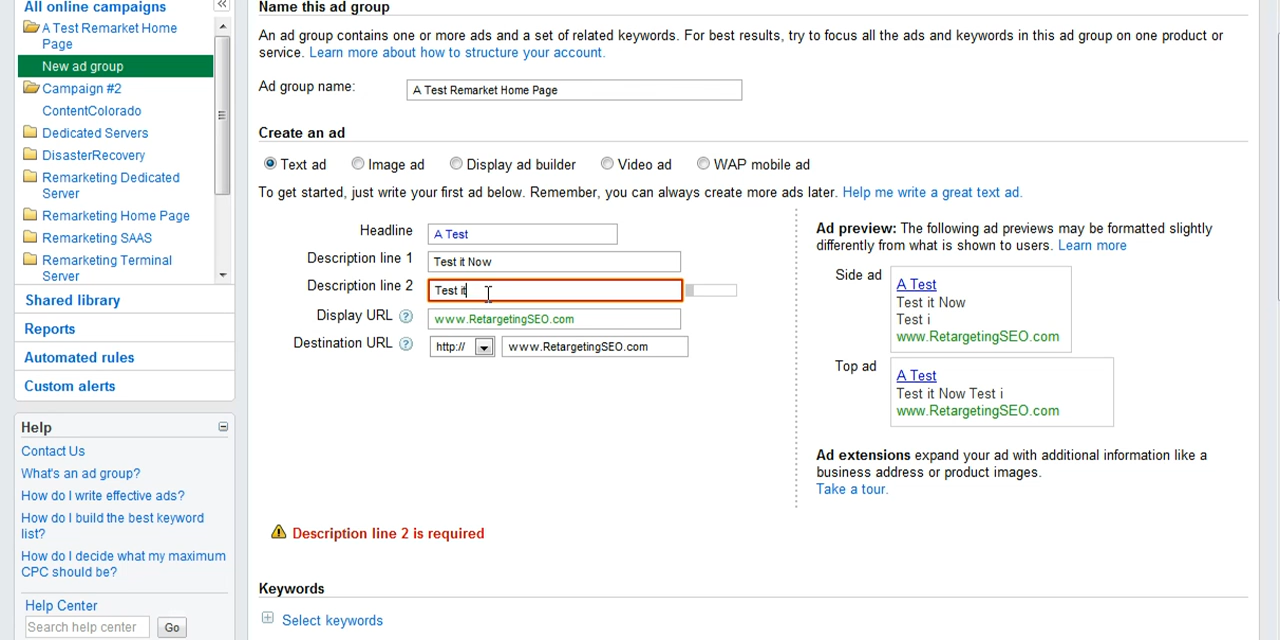 All online campaigns
A Test Remarket Home
Page
New ad group
Campaign #2
ContentColorado
Dedicated Servers
DisasterRecovery
Remarketing Dedicated
Server
Remarketing Home Page
Remarketing SAAS
Remarketing Terminal
Server
Shared library
Reports
Automated rules
Custom alerts
Help
Contact Us
What's an ad group?
How do I write effective ads?
How do I build the best keyword
list?
How do I decide what my maximum
CPC should be?
Help Center
Search help center
Go
Name this ad group
An ad group contains one or more ads and a set of related keywords. For best results, try to focus all the ads and keywords in this ad group on one product or
service. Learn more about how to structure your account.
Ad group name: A Test Remarket Home Page
Create an ad
Text ad Image ad Display ad builder Video ad WAP mobile ad
To get started, just write your first ad below. Remember, you can always create more ads later. Help me write a great text ad.
Headline A Test
Description line 1 Test it Now
Description line 2 Test it
Display URL ? www.RetargetingSEO.com
Destination URL ? http:// www.RetargetingSEO.com
Ad preview: The following ad previews may be formatted slightly
differently from what is shown to users. Learn more
Side ad
A Test
Test it Now
Test i
www.RetargetingSEO.com
Top ad
A Test
Test it Now Test i
www.RetargetingSEO.com
Ad extensions expand your ad with additional information like a
business address or product images.
Take a tour.
Description line 2 is required
Keywords
Select keywords